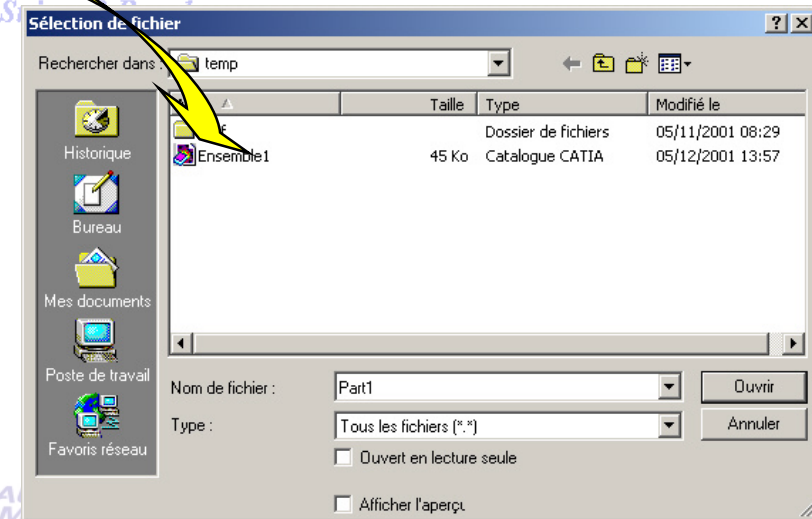 Sélection de fichier
Rechercher dans : temp
Taille Type Modifié le
Dossier de fichiers 05/11/2001 08:29
Ensemble1 45 Ko Catalogue CATIA 05/12/2001 13:57
Historique
Bureau
Mes documents
Poste de travail
Favoris réseau
Nom de fichier : Part1 Ouvrir
Type : Tous les fichiers (*.*) Annuler
Ouvert en lecture seule
Afficher l'aperçu